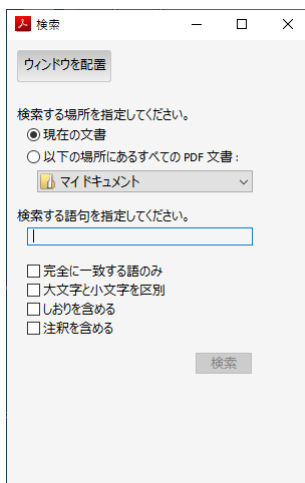 検索
ウィンドウを配置
検索する場所を指定してください。
現在の文書
以下の場所にあるすべての PDF 文書 :
マイ ドキュメント
検索する語句を指定してください。
完全に一致する語のみ
大文字と小文字を区別
しおりを含める
注釈を含める
検索